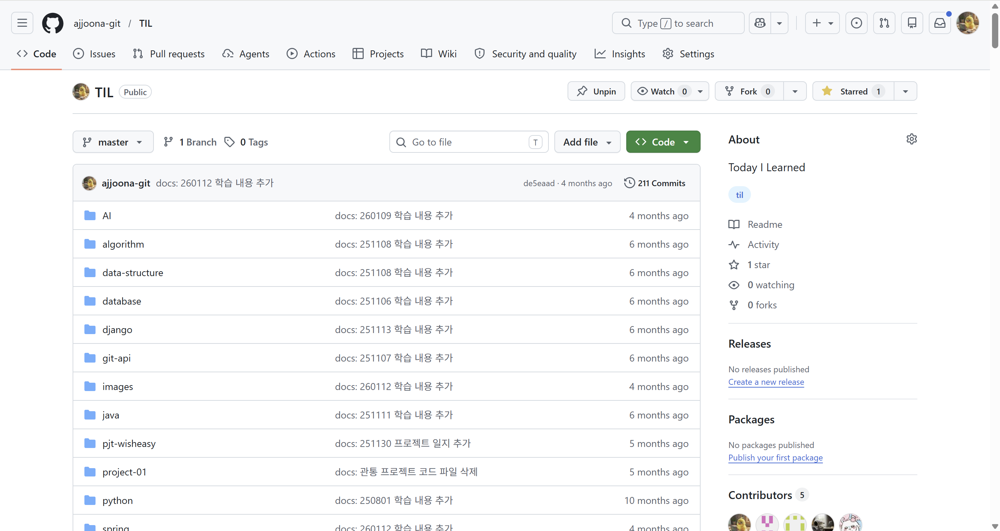 ajjoona-git / TIL
Type / to search
Code Issues Pull requests Agents Actions Projects Wiki Security and quality Insights Settings
TIL Public
Unpin Watch 0 Fork 0 Starred 1
master 1 Branch 0 Tags Go to file T Add file Code
ajjoona-git docs: 260112 학습 내용 추가 de5eaad · 4 months ago 211 Commits
AI docs: 260109 학습 내용 추가 4 months ago
algorithm docs: 251108 학습 내용 추가 6 months ago
data-structure docs: 251108 학습 내용 추가 6 months ago
database docs: 251106 학습 내용 추가 6 months ago
django docs: 251113 학습 내용 추가 6 months ago
git-api docs: 251107 학습 내용 추가 6 months ago
images docs: 260112 학습 내용 추가 4 months ago
java docs: 251111 학습 내용 추가 6 months ago
pjt-wisheasy docs: 251130 프로젝트 일지 추가 5 months ago
project-01 docs: 관통 프로젝트 코드 파일 삭제 5 months ago
python docs: 250801 학습 내용 추가 10 months ago
spring docs: 260112 학습 내용 추가 4 months ago
About
Today I Learned
til
Readme
Activity
1 star
0 watching
0 forks
Releases
No releases published
Create a new release
Packages
No packages published
Publish your first package
Contributors 5